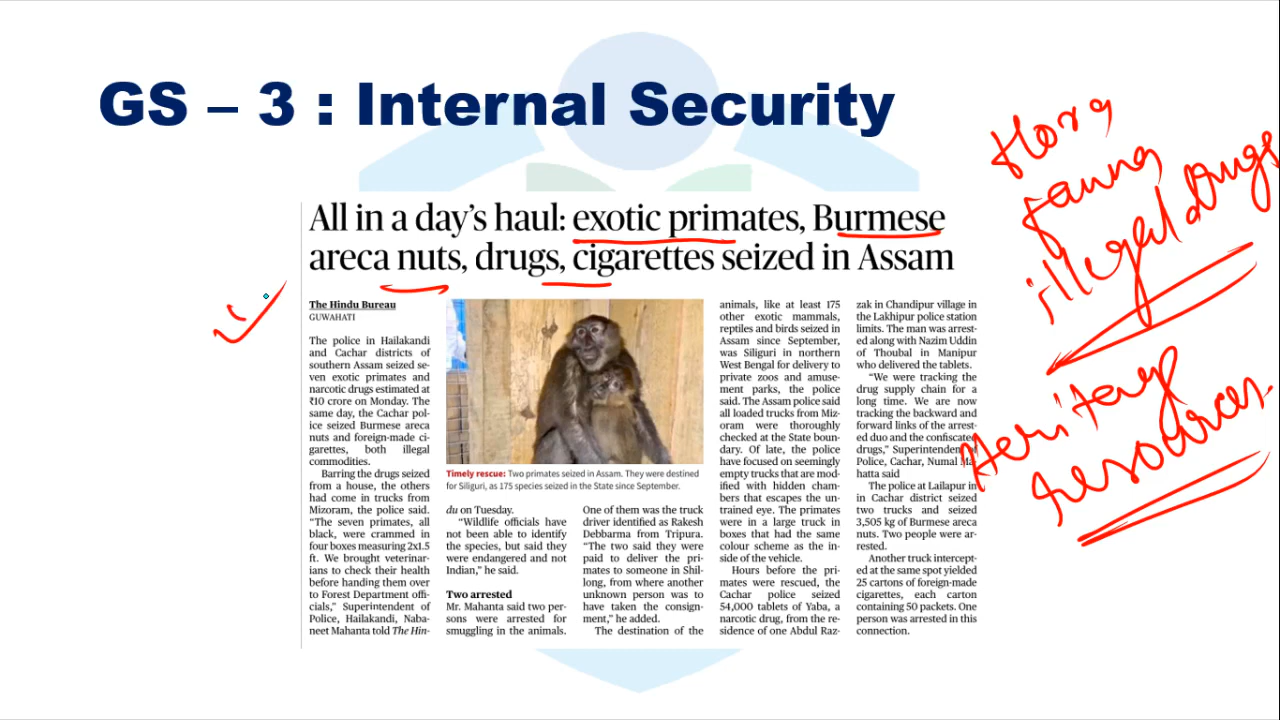 GS – 3 : Internal Security
All in a day's haul: exotic primates, Burmese
areca nuts, drugs, cigarettes seized in Assam
The Hindu Bureau
GUWAHATI
The police in Hailakandi
and Cachar districts of
southern Assam seized se-
ven exotic primates and
narcotic drugs estimated at
₹10 crore on Monday. The
same day, the Cachar pol-
ice seized Burmese areca
nuts and foreign-made ci-
garettes, both illegal
commodities.
Barring the drugs seized
from a house, the others
had come in trucks from
Mizoram, the police said.
"The seven primates, all
black, were crammed in
four boxes measuring 2x1.5
ft. We brought veterinar-
ians to check their health
before handing them over
to Forest Department offi-
cials," Superintendent of
Police, Hailakandi, Naba-
neet Mahanta told The Hin-
Timely rescue: Two primates seized in Assam. They were destined
for Siliguri, as 175 species seized in the State since September.
du on Tuesday.
"Wildlife officials have
not been able to identify
the species, but said they
were endangered and not
Indian," he said.
Two arrested
Mr. Mahanta said two per-
sons were arrested for
smuggling in the animals.
One of them was the truck
driver identified as Rakesh
Debbarma from Tripura.
"The two said they were
paid to deliver the pri-
mates to someone in Shil-
long, from where another
unknown person was to
have taken the consign-
ment," he added.
The destination of the
animals, like at least 175
other exotic mammals,
reptiles and birds seized in
Assam since September,
was Siliguri in northern
West Bengal for delivery to
private zoos and amuse-
ment parks, the police
said. The Assam police said
all loaded trucks from Miz-
oram were thoroughly
checked at the State boun-
dary. Of late, the police
have focused on seemingly
empty trucks that are mod-
ified with hidden cham-
bers that escapes the un-
trained eye. The primates
were in a large truck in
boxes that had the same
colour scheme as the in-
side of the vehicle.
Hours before the pri-
mates were rescued, the
Cachar police seized
54,000 tablets of Yaba, a
narcotic drug, from the re-
sidence of one Abdul Raz-
zak in Chandipur village in
the Lakhipur police station
limits. The man was arrest-
ed along with Nazim Uddin
of Thoubal in Manipur
who delivered the tablets.
"We were tracking the
drug supply chain for a
long time. We are now
tracking the backward and
forward links of the arrest-
ed duo and the confiscated
drugs," Superintendent of
Police, Cachar, Numal Ma-
hatta said
The police at Lailapur in
in Cachar district seized
two trucks and seized
3,505 kg of Burmese areca
nuts. Two people were ar-
rested.
Another truck intercept-
ed at the same spot yielded
25 cartons of foreign-made
cigarettes, each carton
containing 50 packets. One
person was arrested in this
connection.
flora
fauna
illegal drugs
Heritage
resources.